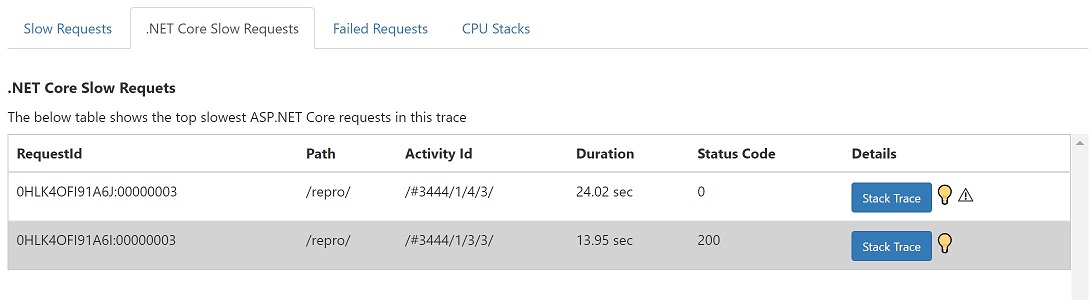 Slow Requests .NET Core Slow Requests Failed Requests CPU Stacks
.NET Core Slow Requets
The below table shows the top slowest ASP.NET Core requests in this trace
RequestId Path Activity Id Duration Status Code Details
0HLK4OFI91A6J:00000003 /repro/ /#3444/1/4/3/ 24.02 sec 0 Stack Trace
0HLK4OFI91A6I:00000003 /repro/ /#3444/1/3/3/ 13.95 sec 200 Stack Trace